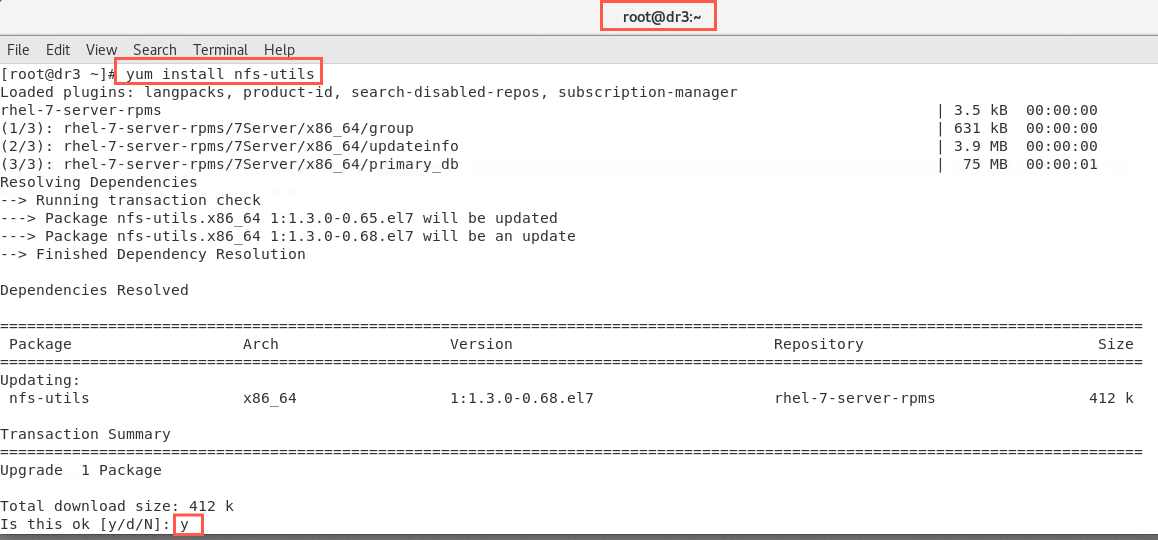 root@dr3:~
File Edit View Search Terminal Help
[root@dr3 ~]# yum install nfs-utils
Loaded plugins: langpacks, product-id, search-disabled-repos, subscription-manager
rhel-7-server-rpms | 3.5 kB 00:00:00
(1/3): rhel-7-server-rpms/7Server/x86_64/group | 631 kB 00:00:00
(2/3): rhel-7-server-rpms/7Server/x86_64/updateinfo | 3.9 MB 00:00:00
(3/3): rhel-7-server-rpms/7Server/x86_64/primary_db | 75 MB 00:00:01
Resolving Dependencies
--> Running transaction check
---> Package nfs-utils.x86_64 1:1.3.0-0.65.el7 will be updated
---> Package nfs-utils.x86_64 1:1.3.0-0.68.el7 will be an update
--> Finished Dependency Resolution
Dependencies Resolved
================================================================================
Package Arch Version Repository Size
================================================================================
Updating:
nfs-utils x86_64 1:1.3.0-0.68.el7 rhel-7-server-rpms 412 k
Transaction Summary
================================================================================
Upgrade 1 Package
Total download size: 412 k
Is this ok [y/d/N]: y